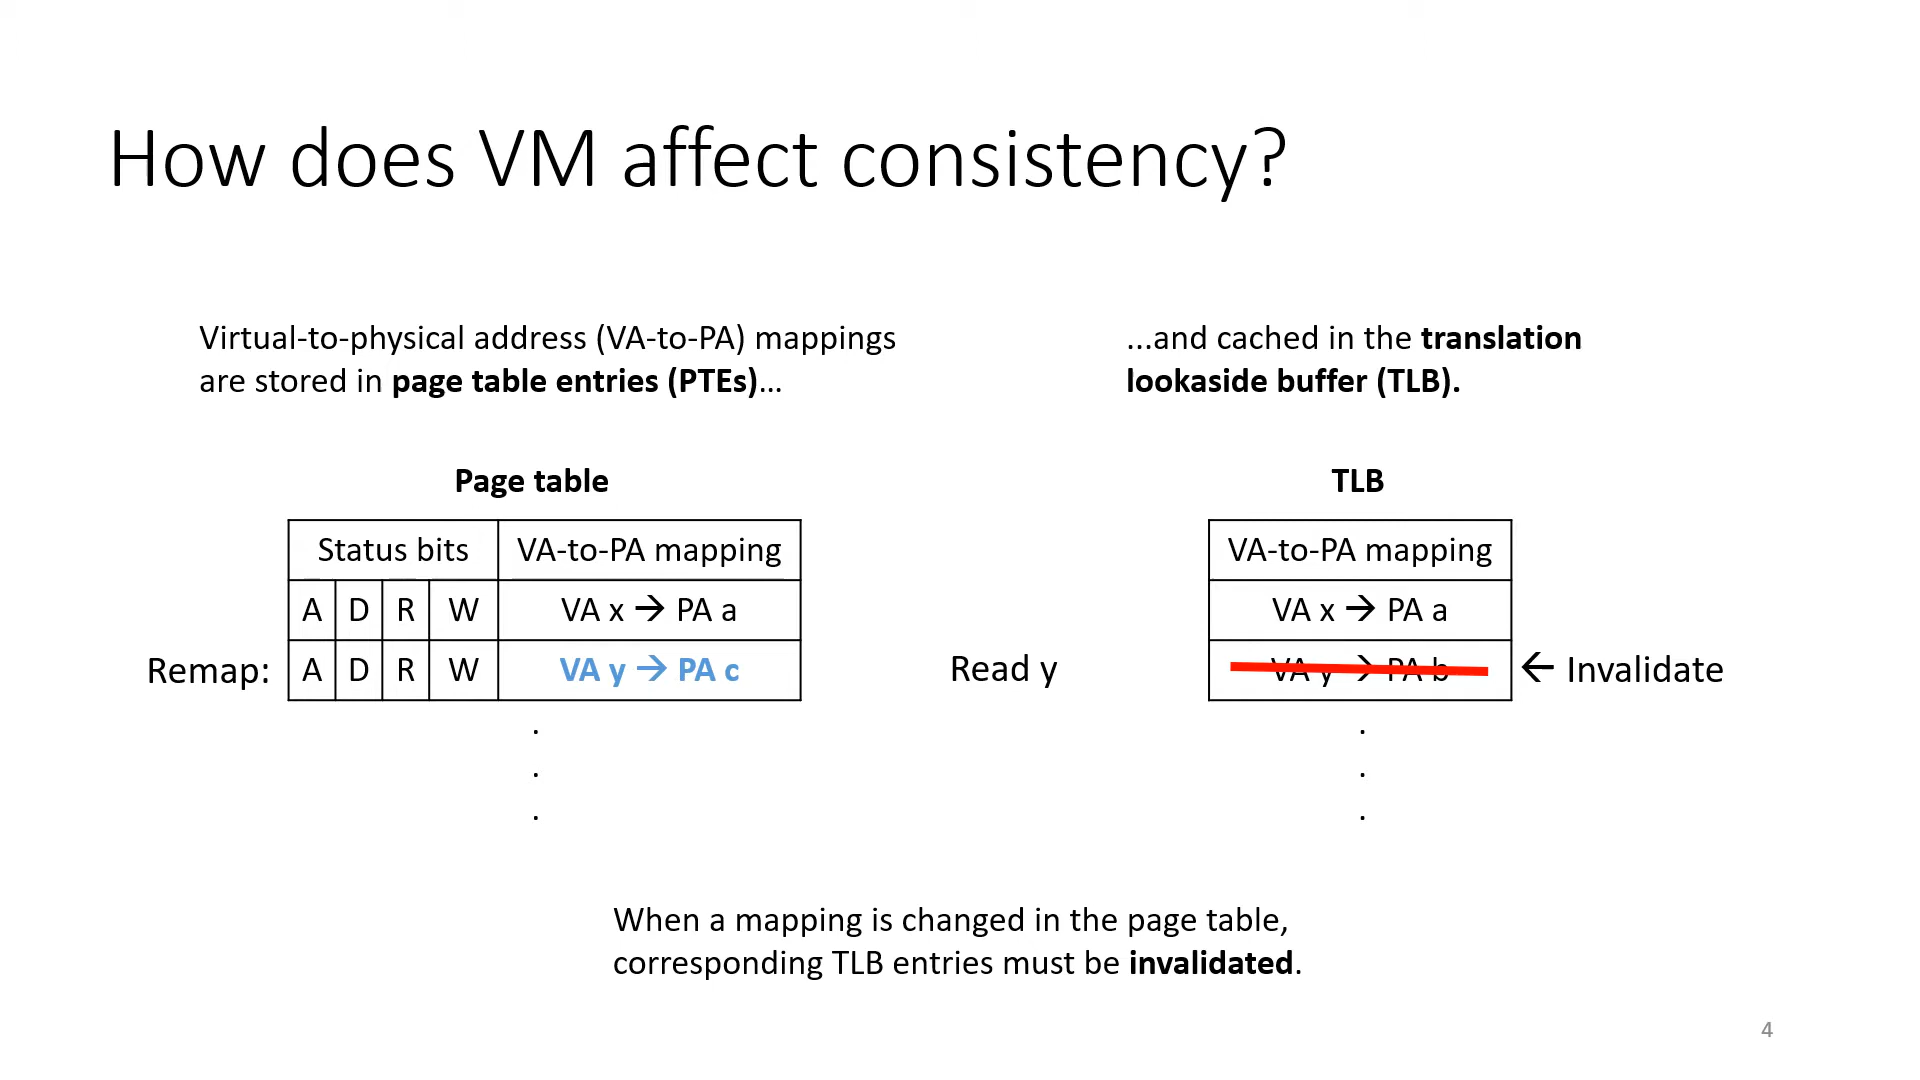 How does VM affect consistency?
Virtual-to-physical address (VA-to-PA) mappings
are stored in page table entries (PTEs)...
...and cached in the translation
lookaside buffer (TLB).
Page table
Status bits VA-to-PA mapping
A D R W VA x → PA a
Remap: A D R W VA y → PA c
Read y
TLB
VA-to-PA mapping
VA x → PA a
VA y → PA b ← Invalidate
.
.
.
.
.
.
When a mapping is changed in the page table,
corresponding TLB entries must be invalidated.
4